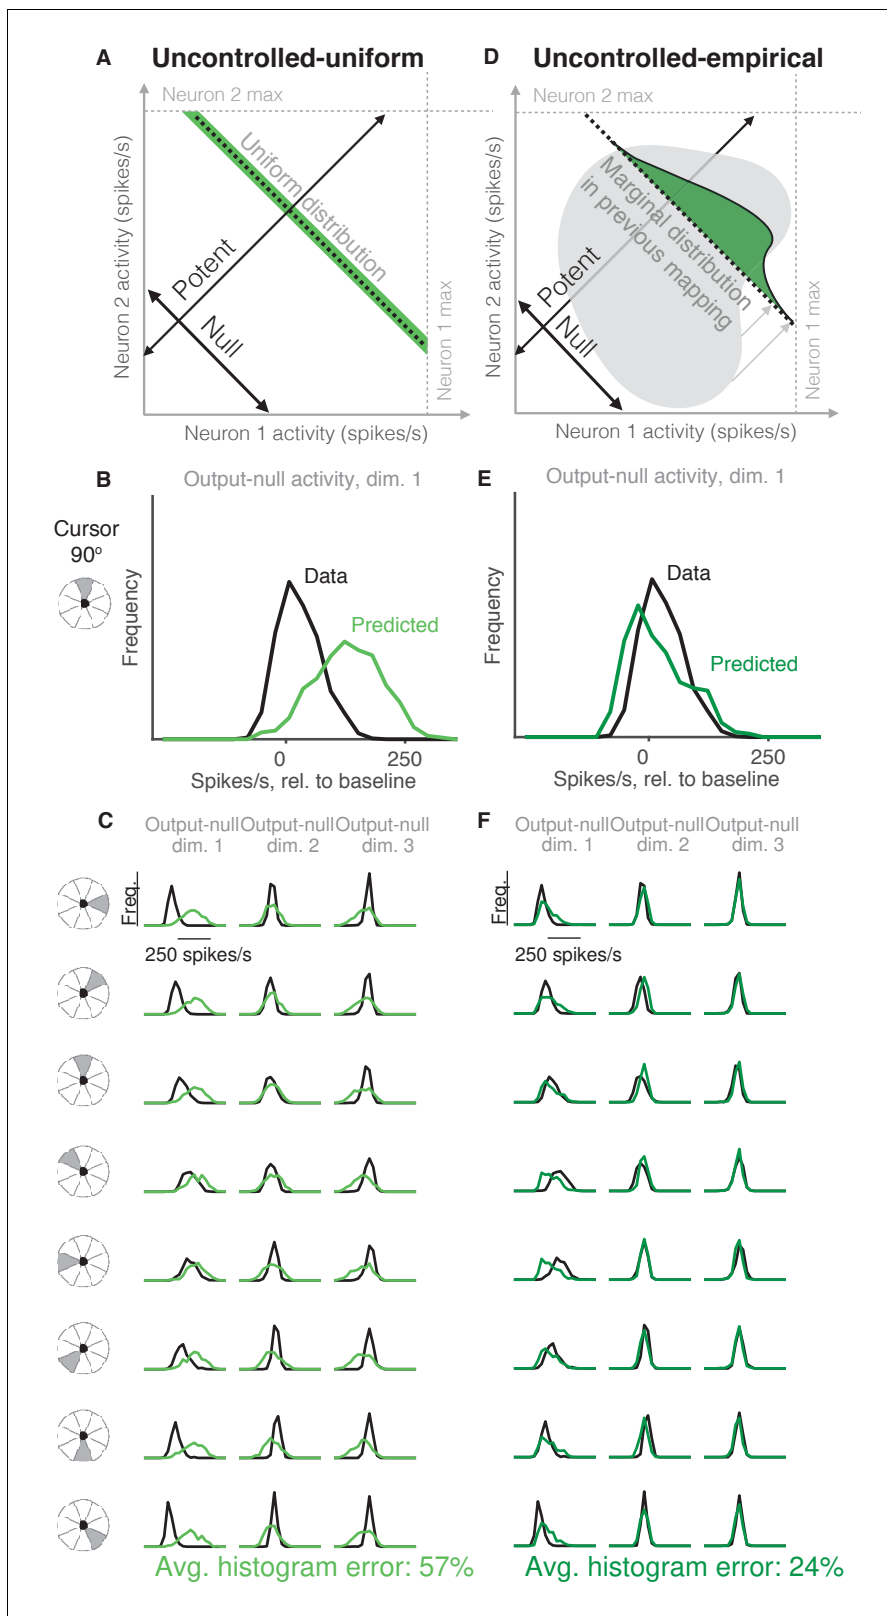 A Uncontrolled-uniform
Neuron 2 max
Uniform distribution
Potent
Null
Neuron 1 max
Neuron 2 activity (spikes/s)
Neuron 1 activity (spikes/s)
D Uncontrolled-empirical
Neuron 2 max
Marginal distribution
in previous mapping
Potent
Null
Neuron 1 max
Neuron 2 activity (spikes/s)
Neuron 1 activity (spikes/s)
B Output-null activity, dim. 1
Cursor
90º
Frequency
Data
Predicted
0 250
Spikes/s, rel. to baseline
E Output-null activity, dim. 1
Frequency
Data
Predicted
0 250
Spikes/s, rel. to baseline
C Output-null Output-null Output-null
dim. 1 dim. 2 dim. 3
Freq.
250 spikes/s
Avg. histogram error: 57%
F Output-null Output-null Output-null
dim. 1 dim. 2 dim. 3
Freq.
250 spikes/s
Avg. histogram error: 24%